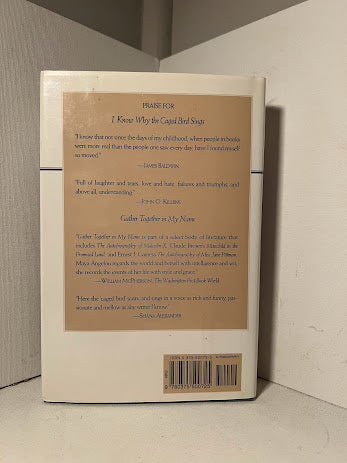 PRAISE FOR
I Know Why the Caged Bird Sings
"I know that not since the days of my childhood, when people in books
were more real than the people one saw every day, have I found myself
so moved."
—JAMES BALDWIN
"Full of laughter and tears, love and hate, failures and triumphs, and
above all, understanding."
—JOHN O. KILLENS
Gather Together in My Name
"Gather Together in My Name is part of a select body of literature that
includes The Autobiography of Malcolm X, Claude Brown's Manchild in the
Promised Land, and Ernest J. Gaines's The Autobiography of Miss Jane Pittman.
Maya Angelou regards the world and herself with intelligence and wit;
she records the events of her life with style and grace."
—WILLIAM MCPHERSON, The Washington Post Book World
"Here the caged bird soars, and sings in a voice as rich and funny, pas-
sionate and mellow as any writer I know."
—SHANA ALEXANDER